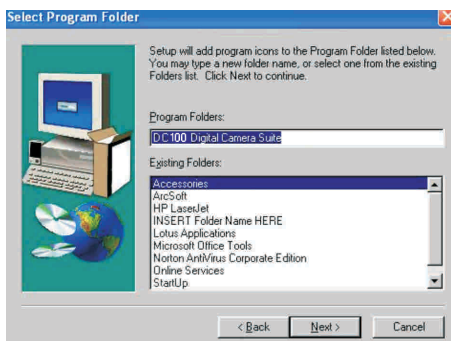 Select Program Folder
Setup will add program icons to the Program Folder listed below.
You may type a new folder name, or select one from the existing
Folders list. Click Next to continue.
Program Folders:
DC100 Digital Camera Suite
Existing Folders:
Accessories
ArcSoft
HP LaserJet
INSERT Folder Name HERE
Lotus Applications
Microsoft Office Tools
Norton AntiVirus Corporate Edition
Online Services
StartUp
< Back Next > Cancel